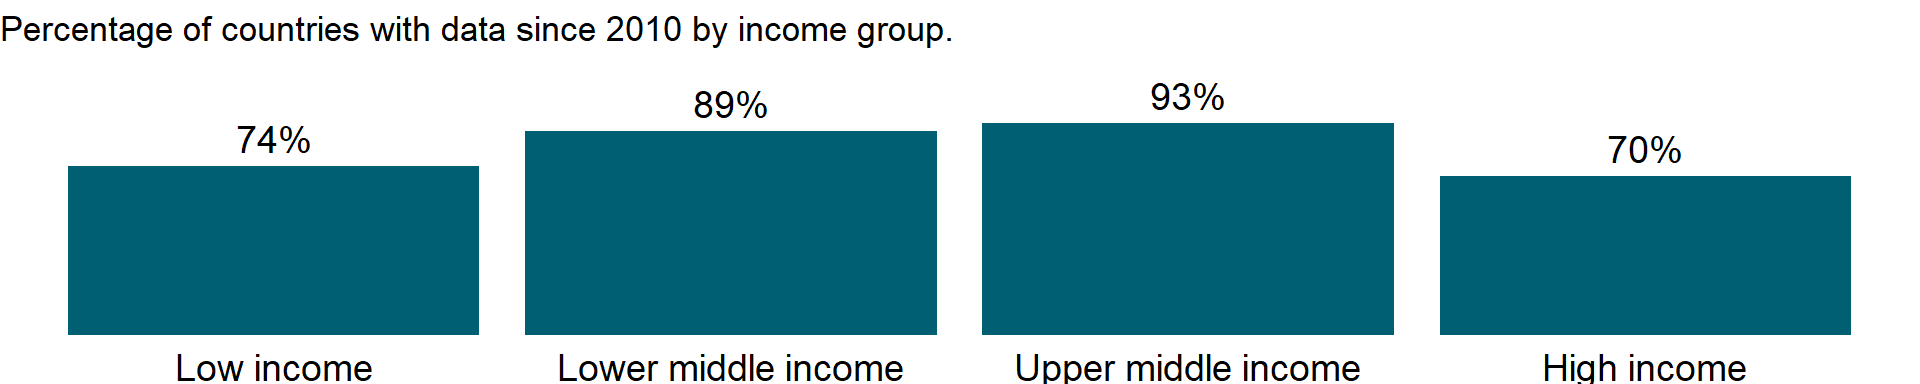 Percentage of countries with data since 2010 by income group.
74%
89%
93%
70%
Low income
Lower middle income
Upper middle income
High income